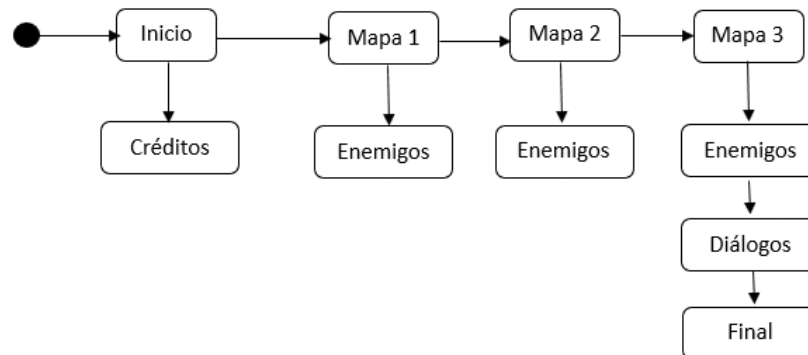 Inicio
Mapa 1
Mapa 2
Mapa 3
Créditos
Enemigos
Enemigos
Enemigos
Diálogos
Final